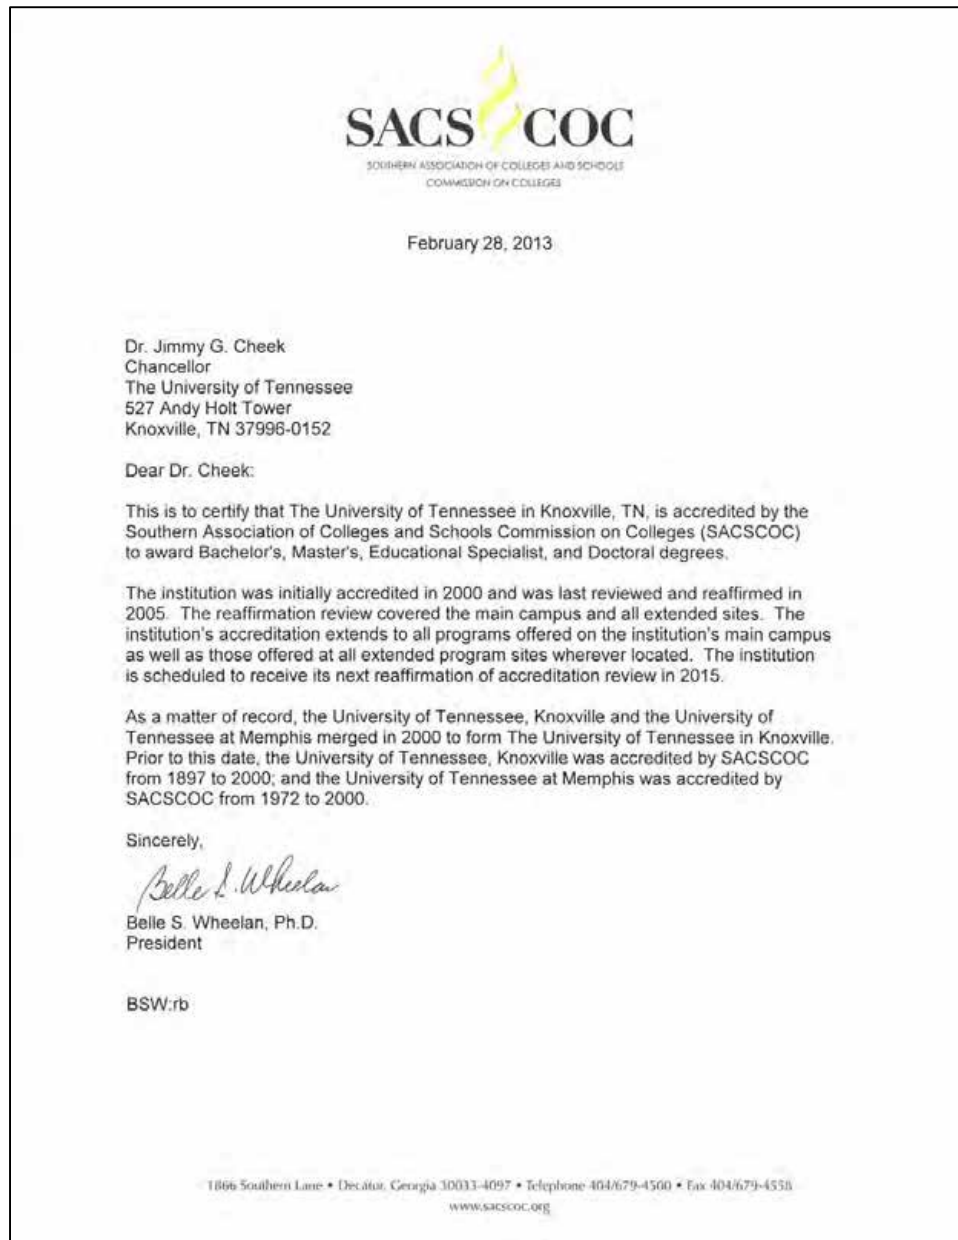 SACS COC
SOUTHERN ASSOCIATION OF COLLEGES AND SCHOOLS
COMMISSION ON COLLEGES
February 28, 2013
Dr. Jimmy G. Cheek
Chancellor
The University of Tennessee
527 Andy Holt Tower
Knoxville, TN 37996-0152
Dear Dr. Cheek:
This is to certify that The University of Tennessee in Knoxville, TN, is accredited by the
Southern Association of Colleges and Schools Commission on Colleges (SACSCOC)
to award Bachelor's, Master's, Educational Specialist, and Doctoral degrees.
The institution was initially accredited in 2000 and was last reviewed and reaffirmed in
2005. The reaffirmation review covered the main campus and all extended sites. The
institution's accreditation extends to all programs offered on the institution's main campus
as well as those offered at all extended program sites wherever located. The institution
is scheduled to receive its next reaffirmation of accreditation review in 2015.
As a matter of record, the University of Tennessee, Knoxville and the University of
Tennessee at Memphis merged in 2000 to form The University of Tennessee in Knoxville.
Prior to this date, the University of Tennessee, Knoxville was accredited by SACSCOC
from 1897 to 2000; and the University of Tennessee at Memphis was accredited by
SACSCOC from 1972 to 2000.
Sincerely,
Belle S. Wheelan
Belle S. Wheelan, Ph.D.
President
BSW:rb
1866 Southern Lane • Decatur, Georgia 30033-4097 • Telephone 404/679-4500 • Fax 404/679-4558
www.sacscoc.org